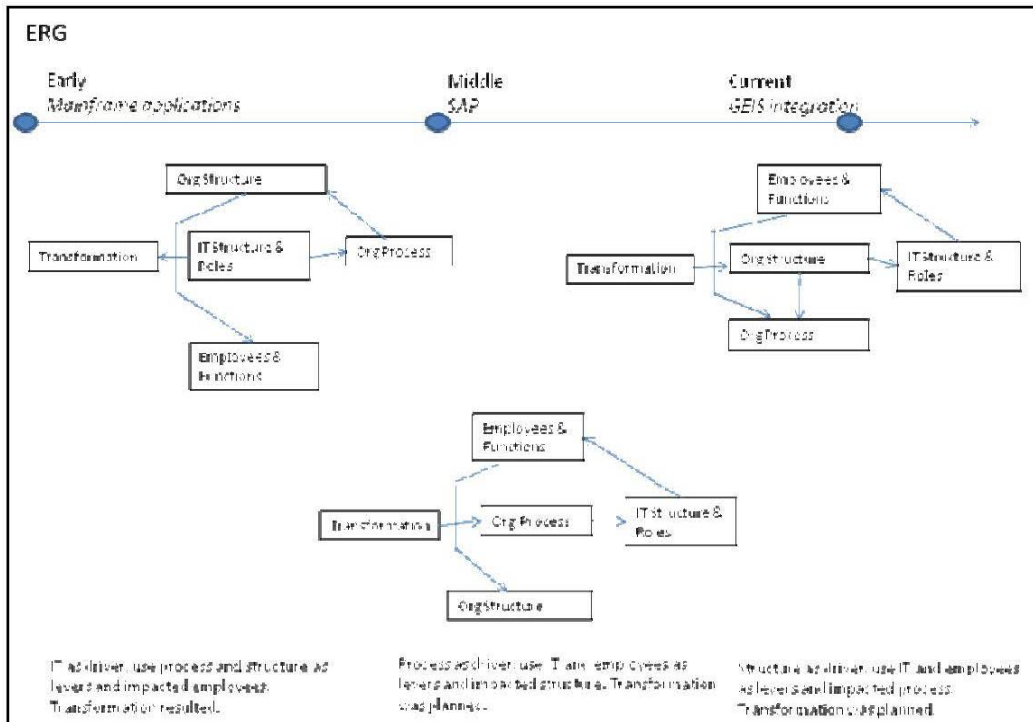 ERG
Early
Mainframe applications
Middle
SAP
Current
GEIS integration
Org Structure
Transformation
IT Structure &
Roles
Org Process
Employees &
Functions
Employees &
Functions
Transformation
Org Structure
IT Structure &
Roles
Org Process
Employees &
Functions
Transformation
Org Process
IT Structure &
Roles
Org Structure
IT as driver, use process and structure as
levers and impacted employees.
Transformation resulted.
Process as driver, use IT and employees as
levers and impacted structure. Transformation
was planned.
Structure as driver, use IT and employees
as levers and impacted process.
Transformation was planned.